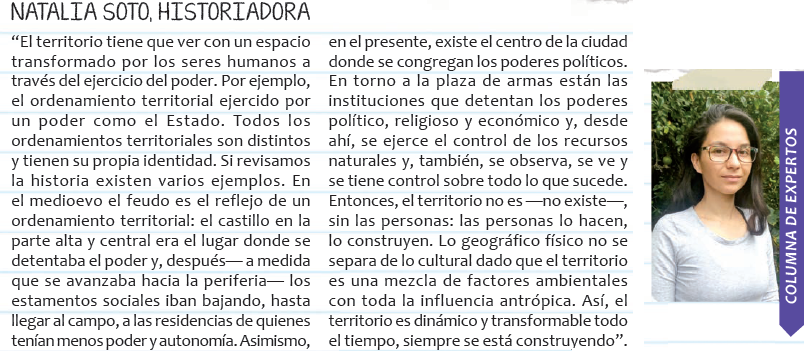 NATALIA SOTO, HISTORIADORA
“El territorio tiene que ver con un espacio
transformado por los seres humanos a
través del ejercicio del poder. Por ejemplo,
el ordenamiento territorial ejercido por
un poder como el Estado. Todos los
ordenamientos territoriales son distintos
y tienen su propia identidad. Si revisamos
la historia existen varios ejemplos. En
el medioevo el feudo es el reflejo de un
ordenamiento territorial: el castillo en la
parte alta y central era el lugar donde se
detentaba el poder y, después— a medida
que se avanzaba hacia la periferia— los
estamentos sociales iban bajando, hasta
llegar al campo, a las residencias de quienes
tenían menos poder y autonomía. Asimismo,
en el presente, existe el centro de la ciudad
donde se congregan los poderes políticos.
En torno a la plaza de armas están las
instituciones que detentan los poderes
político, religioso y económico y, desde
ahí, se ejerce el control de los recursos
naturales y, también, se observa, se ve y
se tiene control sobre todo lo que sucede.
Entonces, el territorio no es —no existe—,
sin las personas: las personas lo hacen,
lo construyen. Lo geográfico físico no se
separa de lo cultural dado que el territorio
es una mezcla de factores ambientales
con toda la influencia antrópica. Así, el
territorio es dinámico y transformable todo
el tiempo, siempre se está construyendo”.
COLUMNA DE EXPERTOS